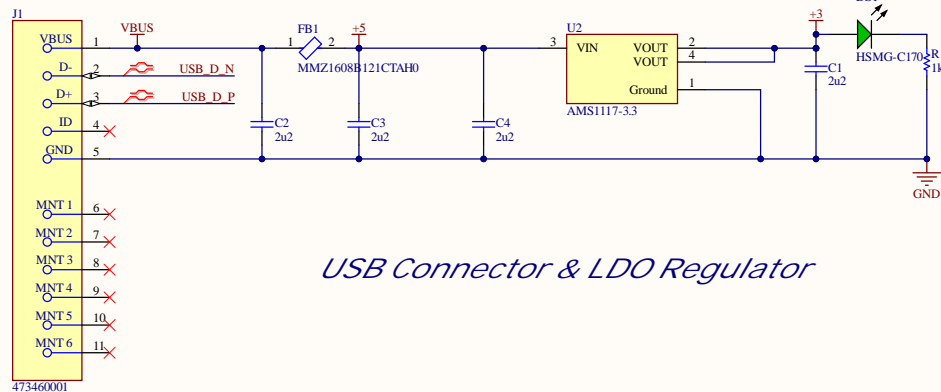 J1
VBUS 1 VBUS
D- 2 USB_D_N
D+ 3 USB_D_P
ID 4
GND 5
MNT 1 6
MNT 2 7
MNT 3 8
MNT 4 9
MNT 5 10
MNT 6 11
473460001
FB1
1 2
MMZ1608B121CTAH0
+5
C2
2u2
C3
2u2
C4
2u2
U2
3 VIN VOUT 2
VOUT 4
Ground 1
AMS1117-3.3
+3
C1
2u2
HSMG-C170
R
1k
GND
USB Connector & LDO Regulator